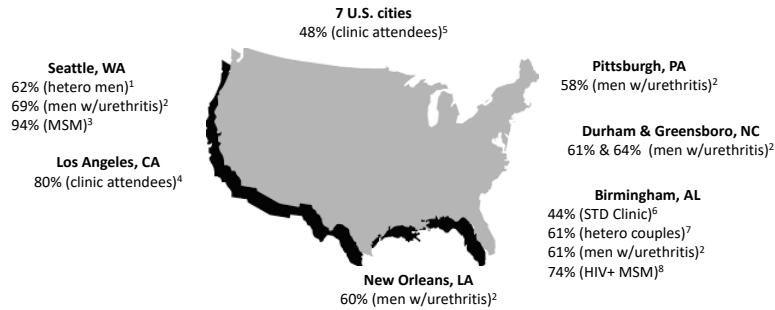 7 U.S. cities
48% (clinic attendees)⁵
Seattle, WA
62% (hetero men)¹
69% (men w/urethritis)²
94% (MSM)³
Los Angeles, CA
80% (clinic attendes)⁴
Pittsburgh, PA
58% (men w/urethritis)²
Durham & Greensboro, NC
61% & 64% (men w/urethritis)²
Birmingham, AL
44% (STD Clinic)⁶
61% (hetero couples)⁷
61% (men w/urethritis)²
74% (HIV+ MSM)⁸
New Orleans, LA
60% (men w/urethritis)²